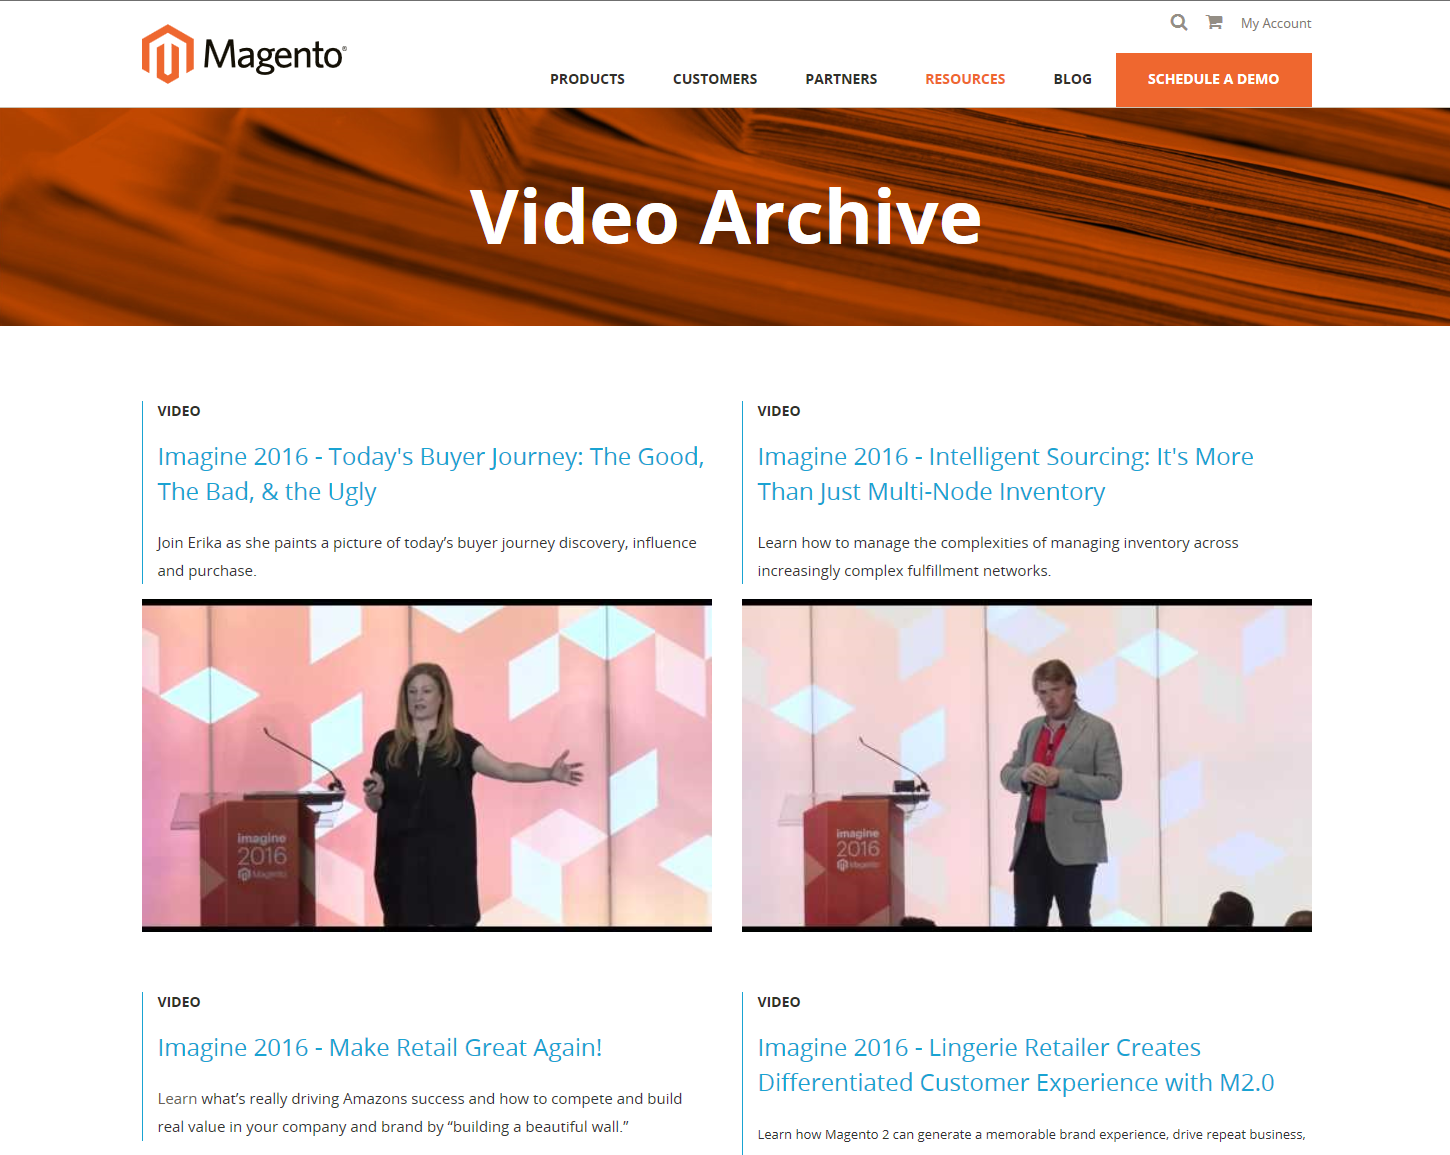 My Account
Magento®
PRODUCTS CUSTOMERS PARTNERS RESOURCES BLOG SCHEDULE A DEMO
Video Archive
VIDEO
Imagine 2016 - Today's Buyer Journey: The Good,
The Bad, & the Ugly
Join Erika as she paints a picture of today’s buyer journey discovery, influence
and purchase.
imagine
2016
Magento
VIDEO
Imagine 2016 - Intelligent Sourcing: It's More
Than Just Multi-Node Inventory
Learn how to manage the complexities of managing inventory across
increasingly complex fulfillment networks.
imagine
2016
Magento
VIDEO
Imagine 2016 - Make Retail Great Again!
Learn what’s really driving Amazons success and how to compete and build
real value in your company and brand by “building a beautiful wall.”
VIDEO
Imagine 2016 - Lingerie Retailer Creates
Differentiated Customer Experience with M2.0
Learn how Magento 2 can generate a memorable brand experience, drive repeat business,